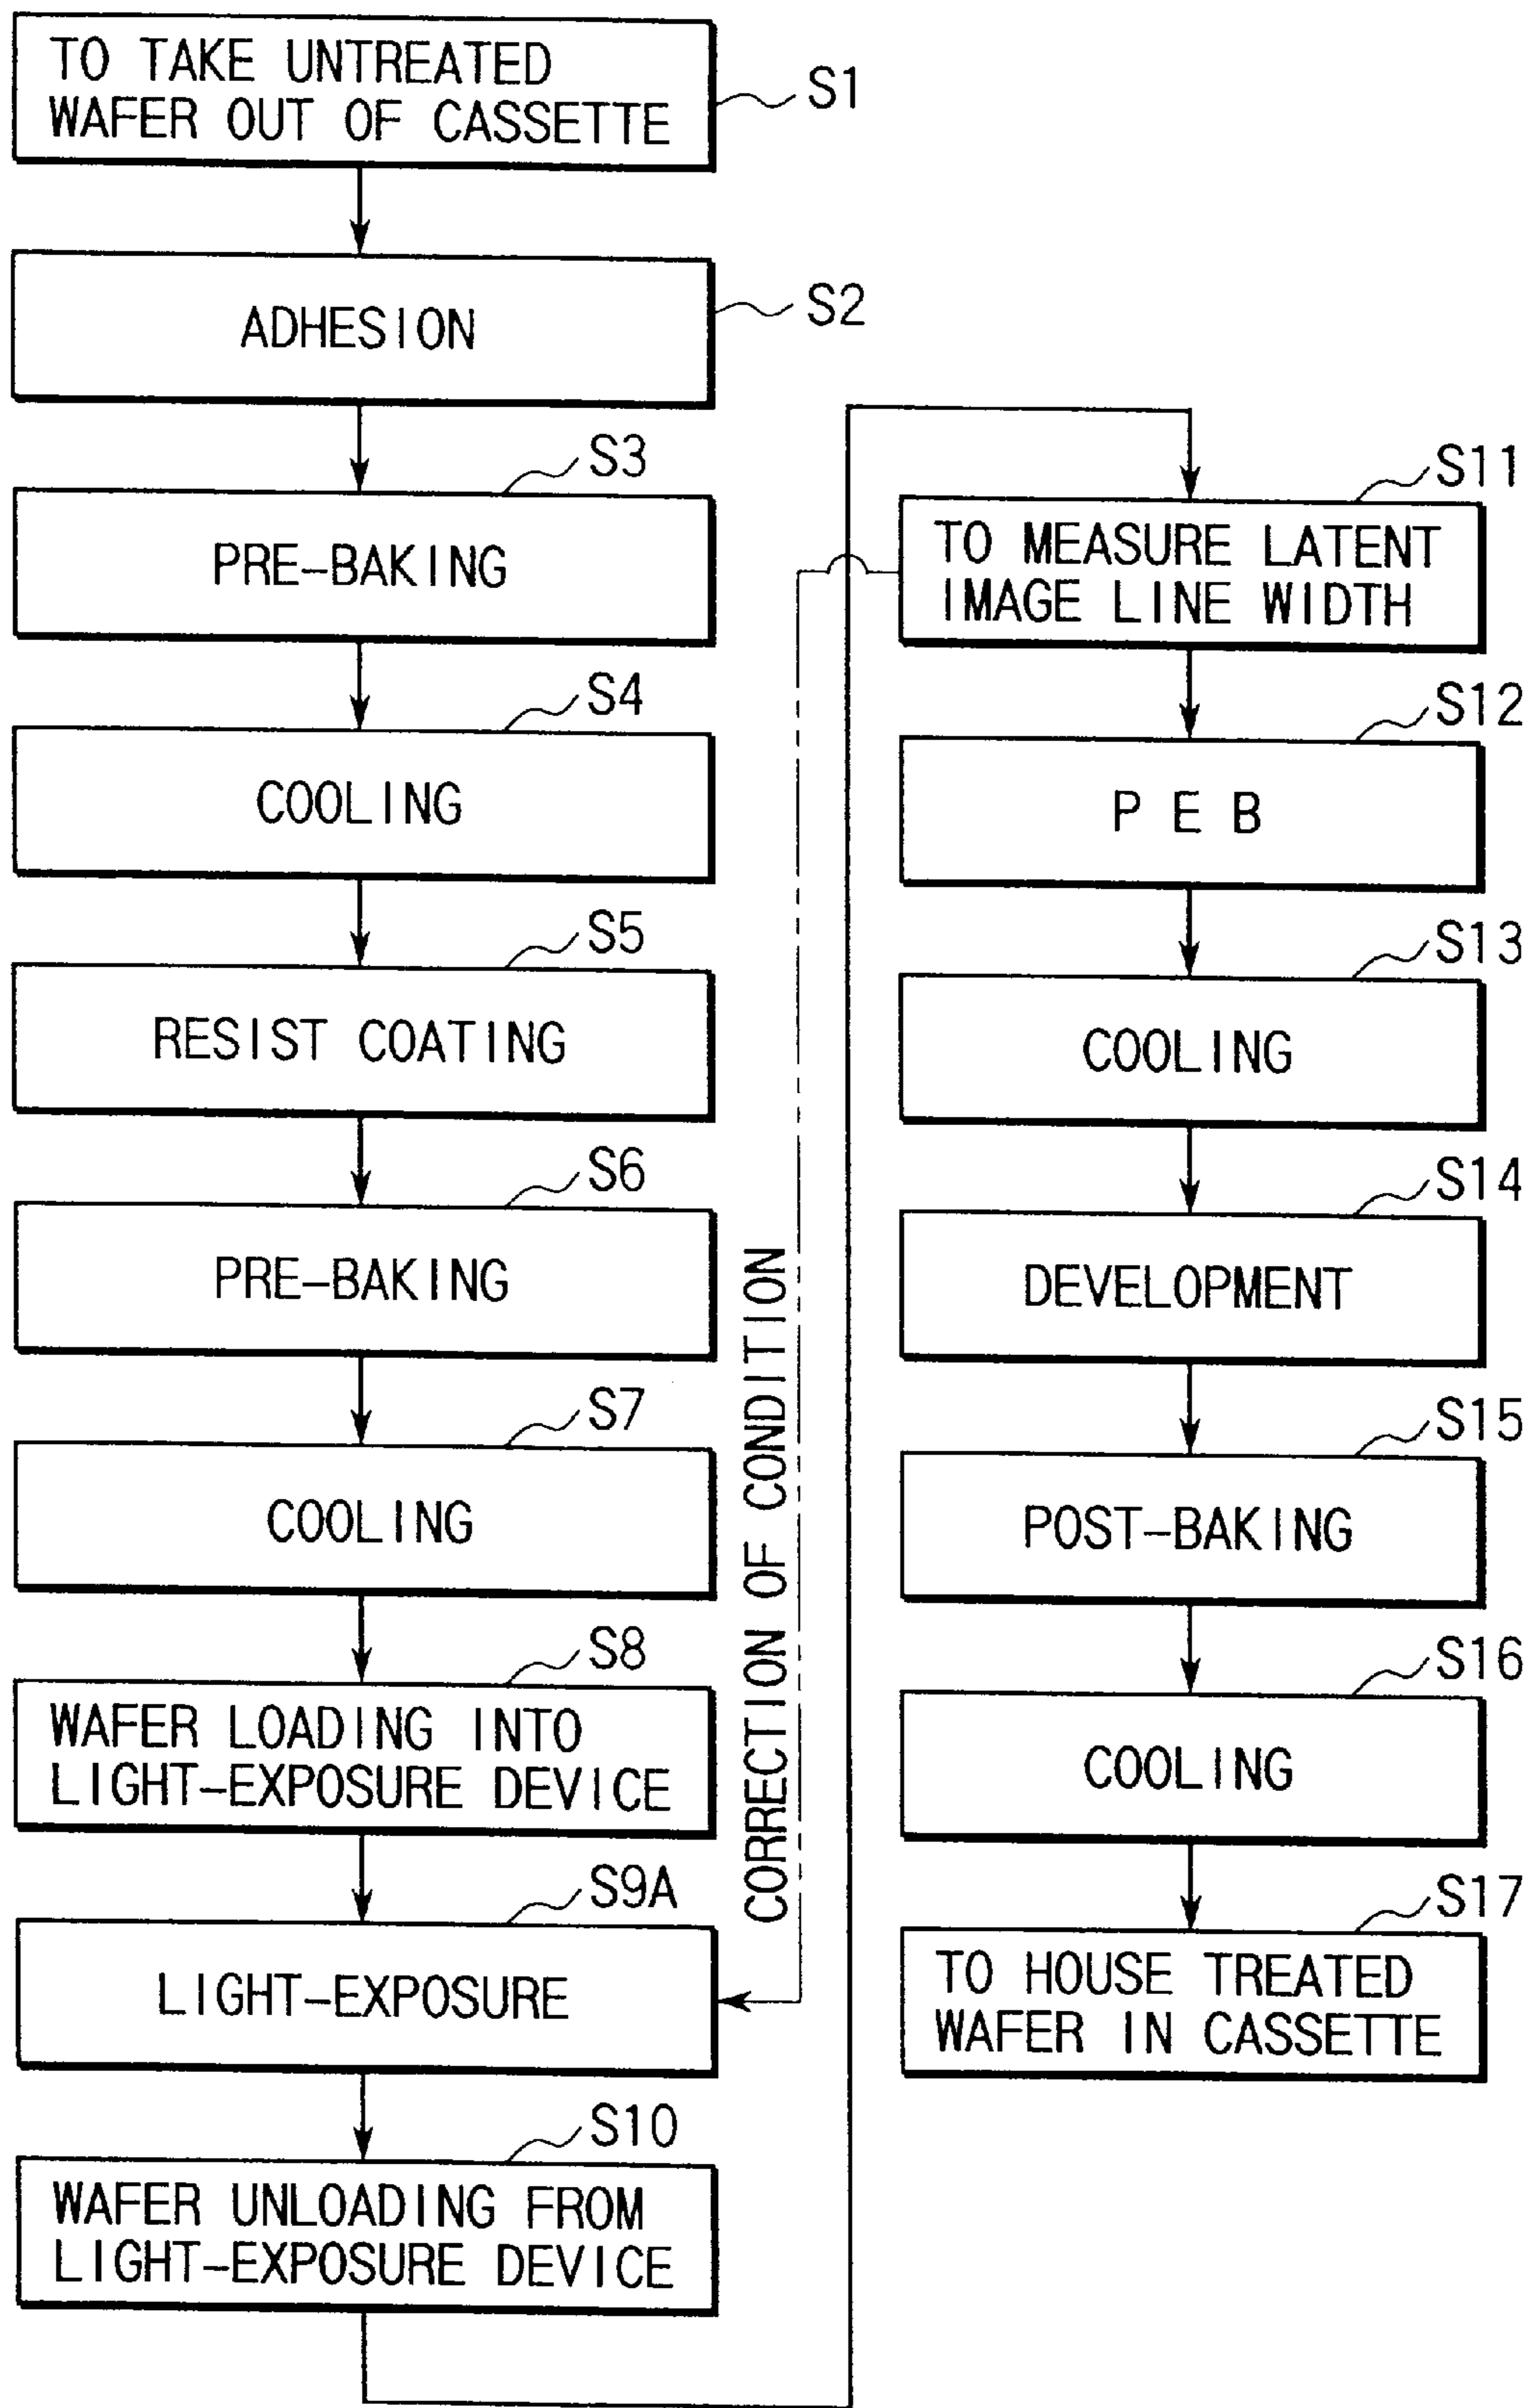 TO TAKE UNTREATED
WAFER OUT OF CASSETTE
S1
ADHESION
S2
S3
PRE-BAKING
S4
COOLING
S5
RESIST COATING
S6
PRE-BAKING
S7
COOLING
S8
WAFER LOADING INTO
LIGHT-EXPOSURE DEVICE
S9A
LIGHT-EXPOSURE
S10
WAFER UNLOADING FROM
LIGHT-EXPOSURE DEVICE
CORRECTION OF CONDITION
S11
TO MEASURE LATENT
IMAGE LINE WIDTH
S12
P E B
S13
COOLING
S14
DEVELOPMENT
S15
POST-BAKING
S16
COOLING
S17
TO HOUSE TREATED
WAFER IN CASSETTE